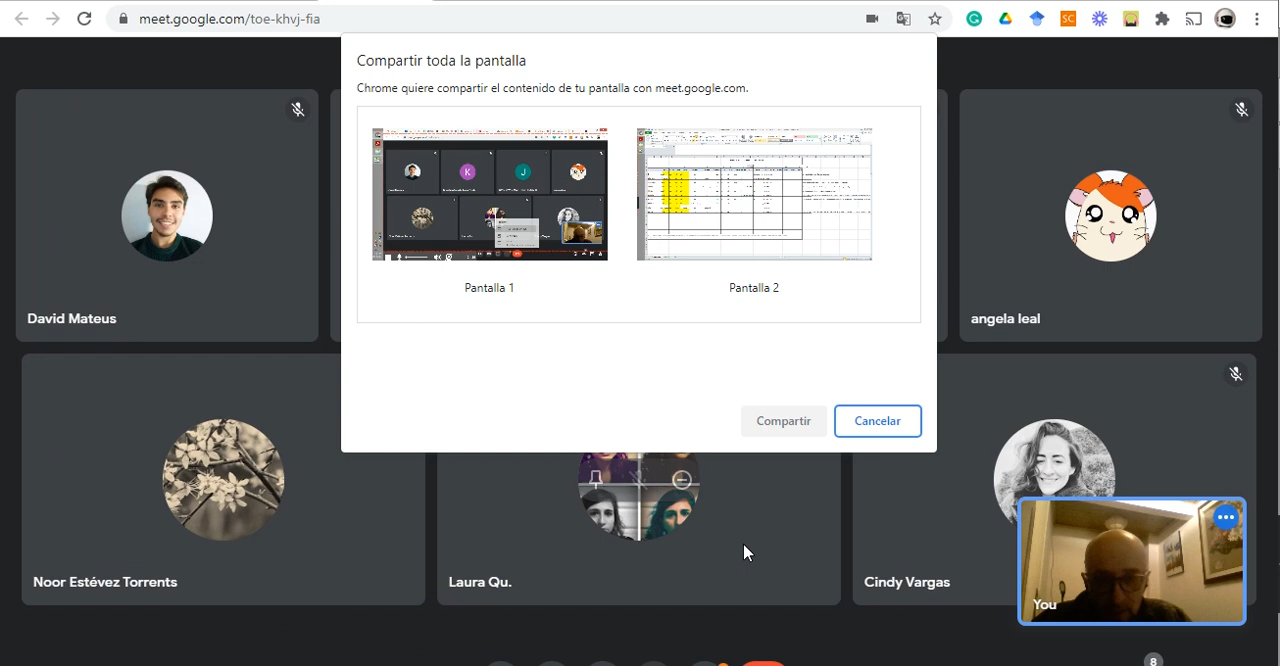 meet.google.com/toe-khvj-fia
SC
Compartir toda la pantalla
Chrome quiere compartir el contenido de tu pantalla con meet.google.com.
K
J
Pantalla 1
Pantalla 2
Compartir
Cancelar
David Mateus
angela leal
Noor Estévez Torrents
Laura Qu.
Cindy Vargas
You
8